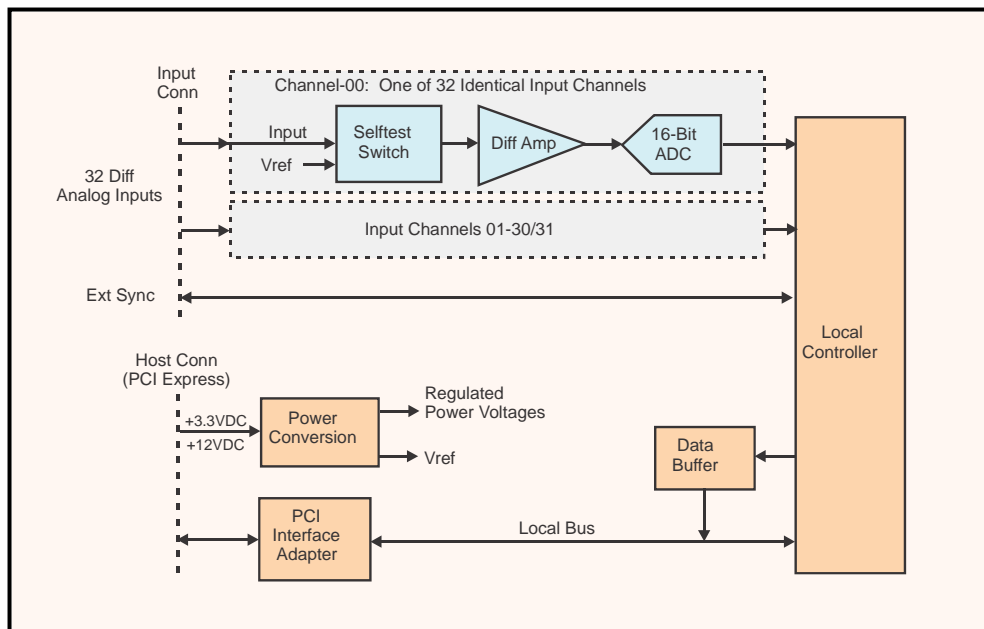 Input
Conn
Channel-00:  One of 32 Identical Input Channels
Input
Vref
Selftest
Switch
Diff Amp
16-Bit
ADC
32 Diff
Analog Inputs
Input Channels 01-30/31
Ext Sync
Local
Controller
Host Conn
(PCI Express)
+3.3VDC
+12VDC
Power
Conversion
Regulated
Power Voltages
Vref
Data
Buffer
PCI
Interface
Adapter
Local Bus